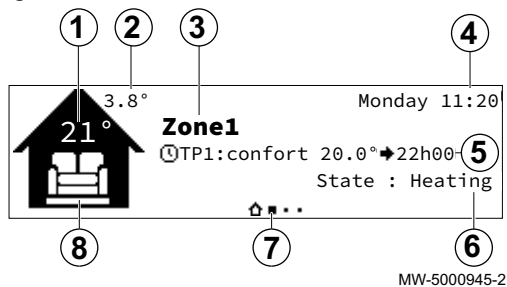 1 2 3 4
3.8° Monday 11:20
21° Zone1
TP1:confort 20.0°➔22h00 5
State : Heating
8 7 6
MW-5000945-2